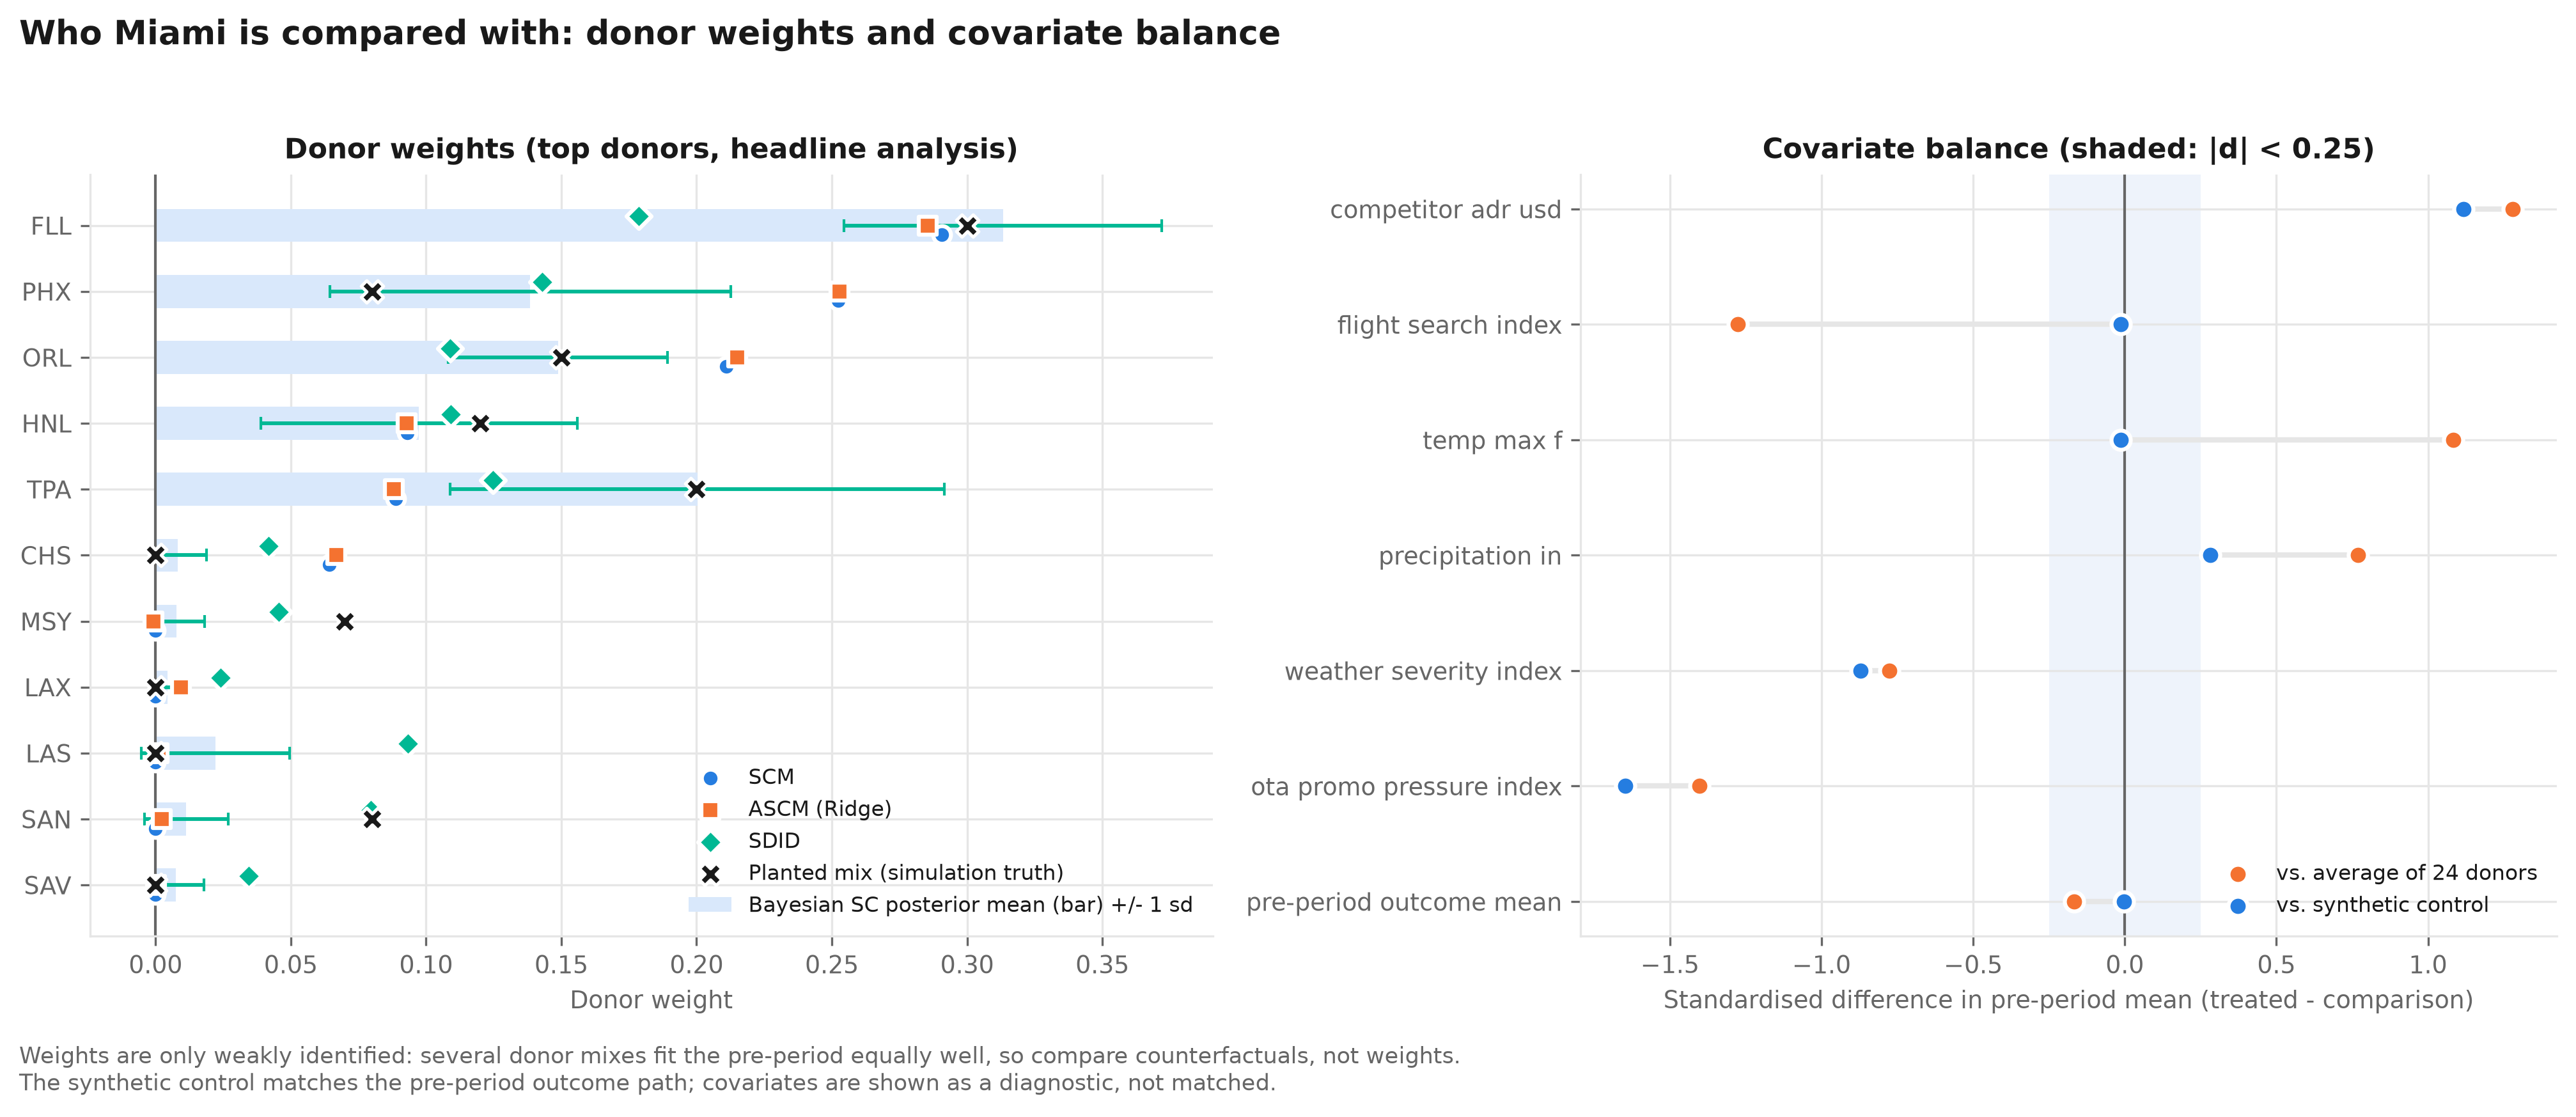 Who Miami is compared with: donor weights and covariate balance
Donor weights (top donors, headline analysis)
FLL
PHX
ORL
HNL
TPA
CHS
MSY
LAX
LAS
SAN
SAV
SCM
ASCM (Ridge)
SDID
Planted mix (simulation truth)
Bayesian SC posterior mean (bar) +/- 1 sd
0.00 0.05 0.10 0.15 0.20 0.25 0.30 0.35
Donor weight
Covariate balance (shaded: |d| < 0.25)
competitor adr usd
flight search index
temp max f
precipitation in
weather severity index
ota promo pressure index
pre-period outcome mean
vs. average of 24 donors
vs. synthetic control
−1.5 −1.0 −0.5 0.0 0.5 1.0
Standardised difference in pre-period mean (treated - comparison)
Weights are only weakly identified: several donor mixes fit the pre-period equally well, so compare counterfactuals, not weights.
The synthetic control matches the pre-period outcome path; covariates are shown as a diagnostic, not matched.